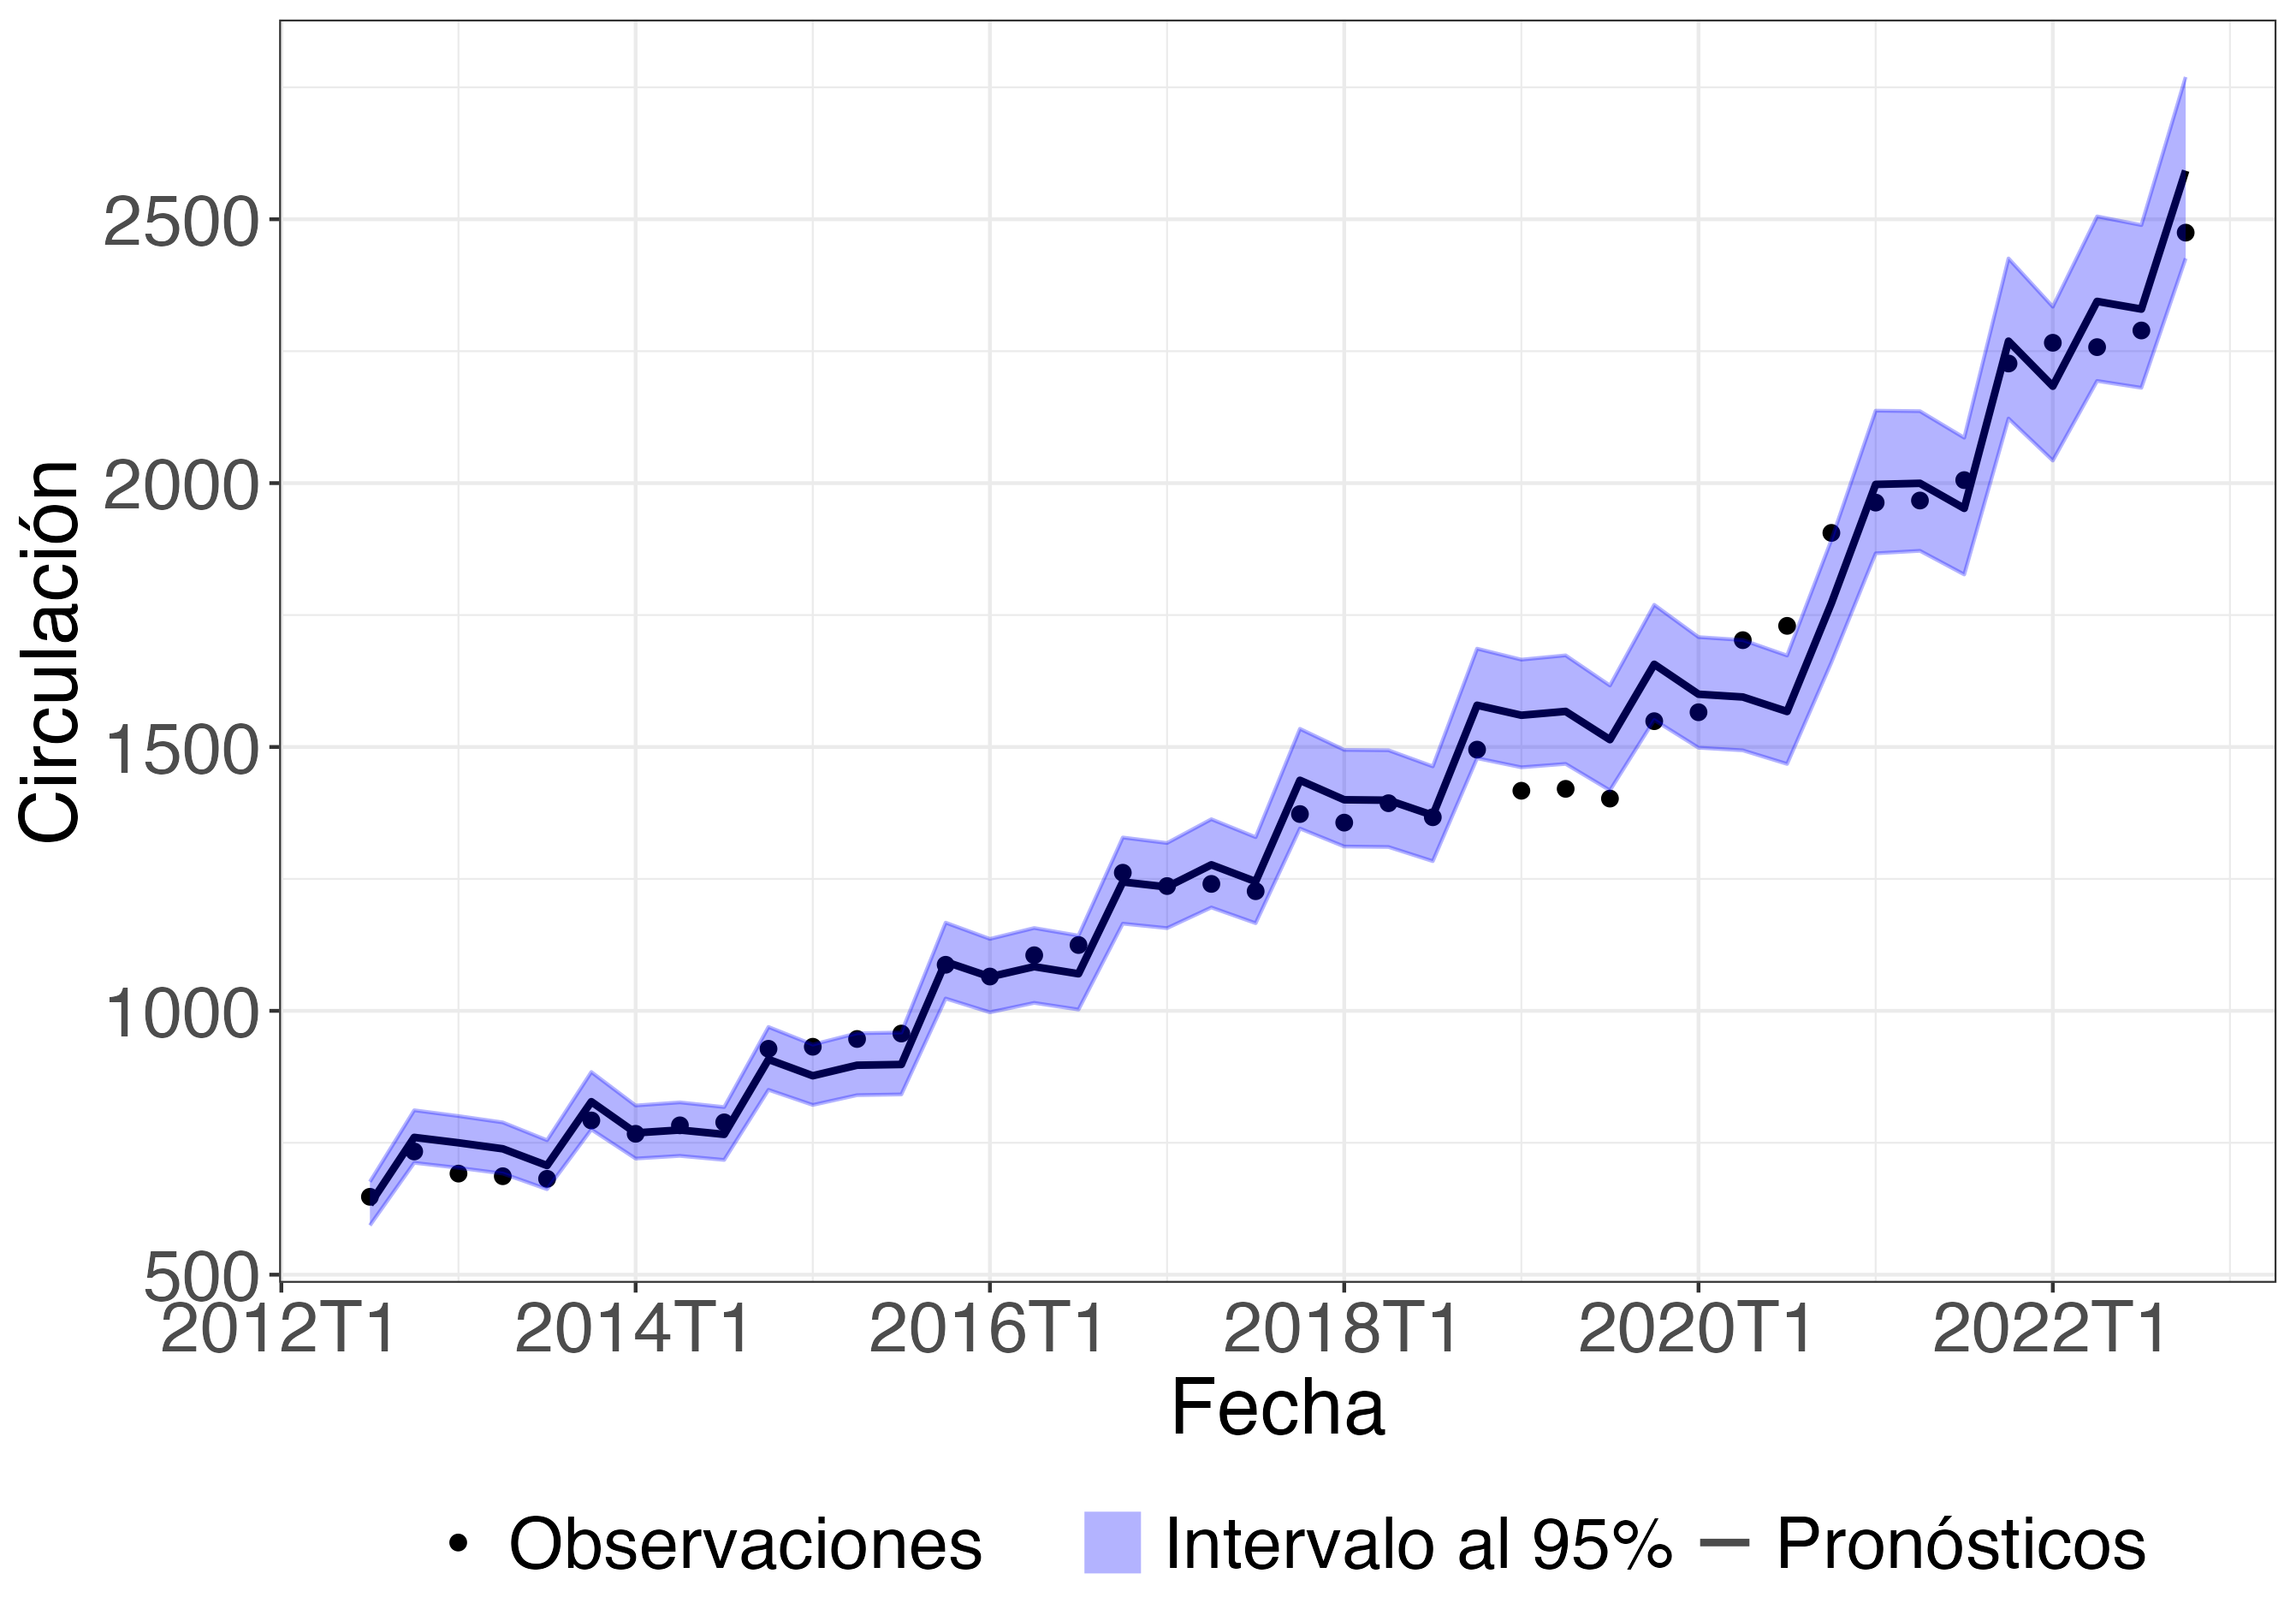 Circulación
2500
2000
1500
1000
500
2012T1 2014T1 2016T1 2018T1 2020T1 2022T1
Fecha
Observaciones Intervalo al 95% Pronósticos